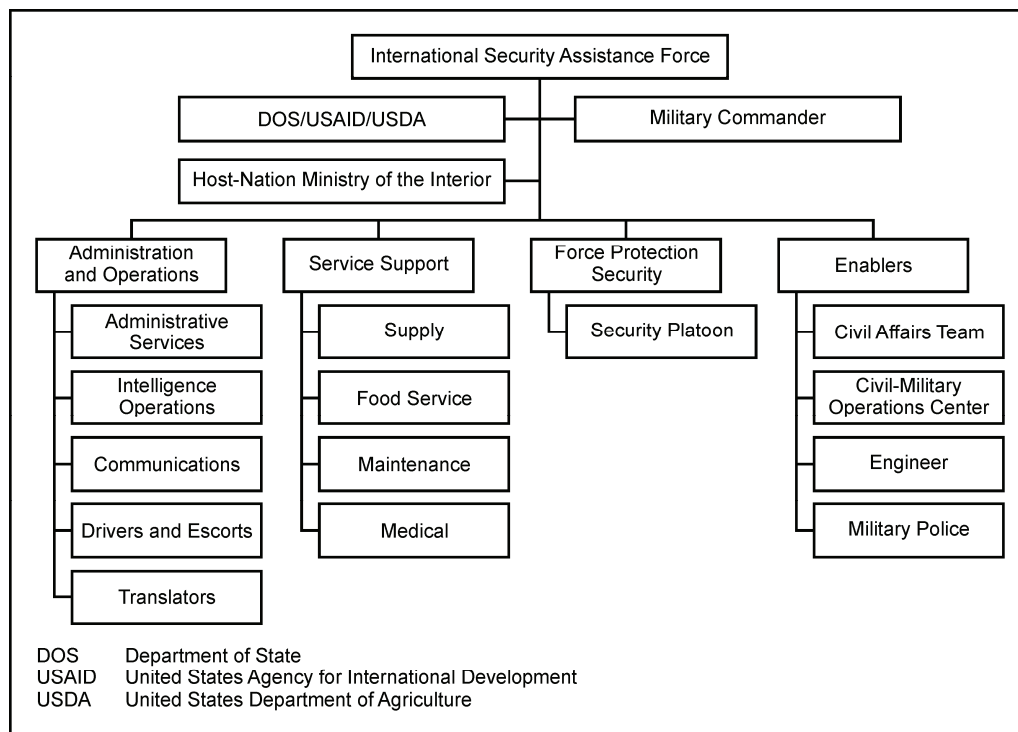 International Security Assistance Force
DOS/USAID/USDA
Military Commander
Host-Nation Ministry of the Interior
Administration
and Operations
Service Support
Force Protection
Security
Enablers
Administrative
Services
Supply
Security Platoon
Civil Affairs Team
Intelligence
Operations
Food Service
Civil-Military
Operations Center
Communications
Maintenance
Engineer
Drivers and Escorts
Medical
Military Police
Translators
DOS Department of State
USAID United States Agency for International Development
USDA United States Department of Agriculture